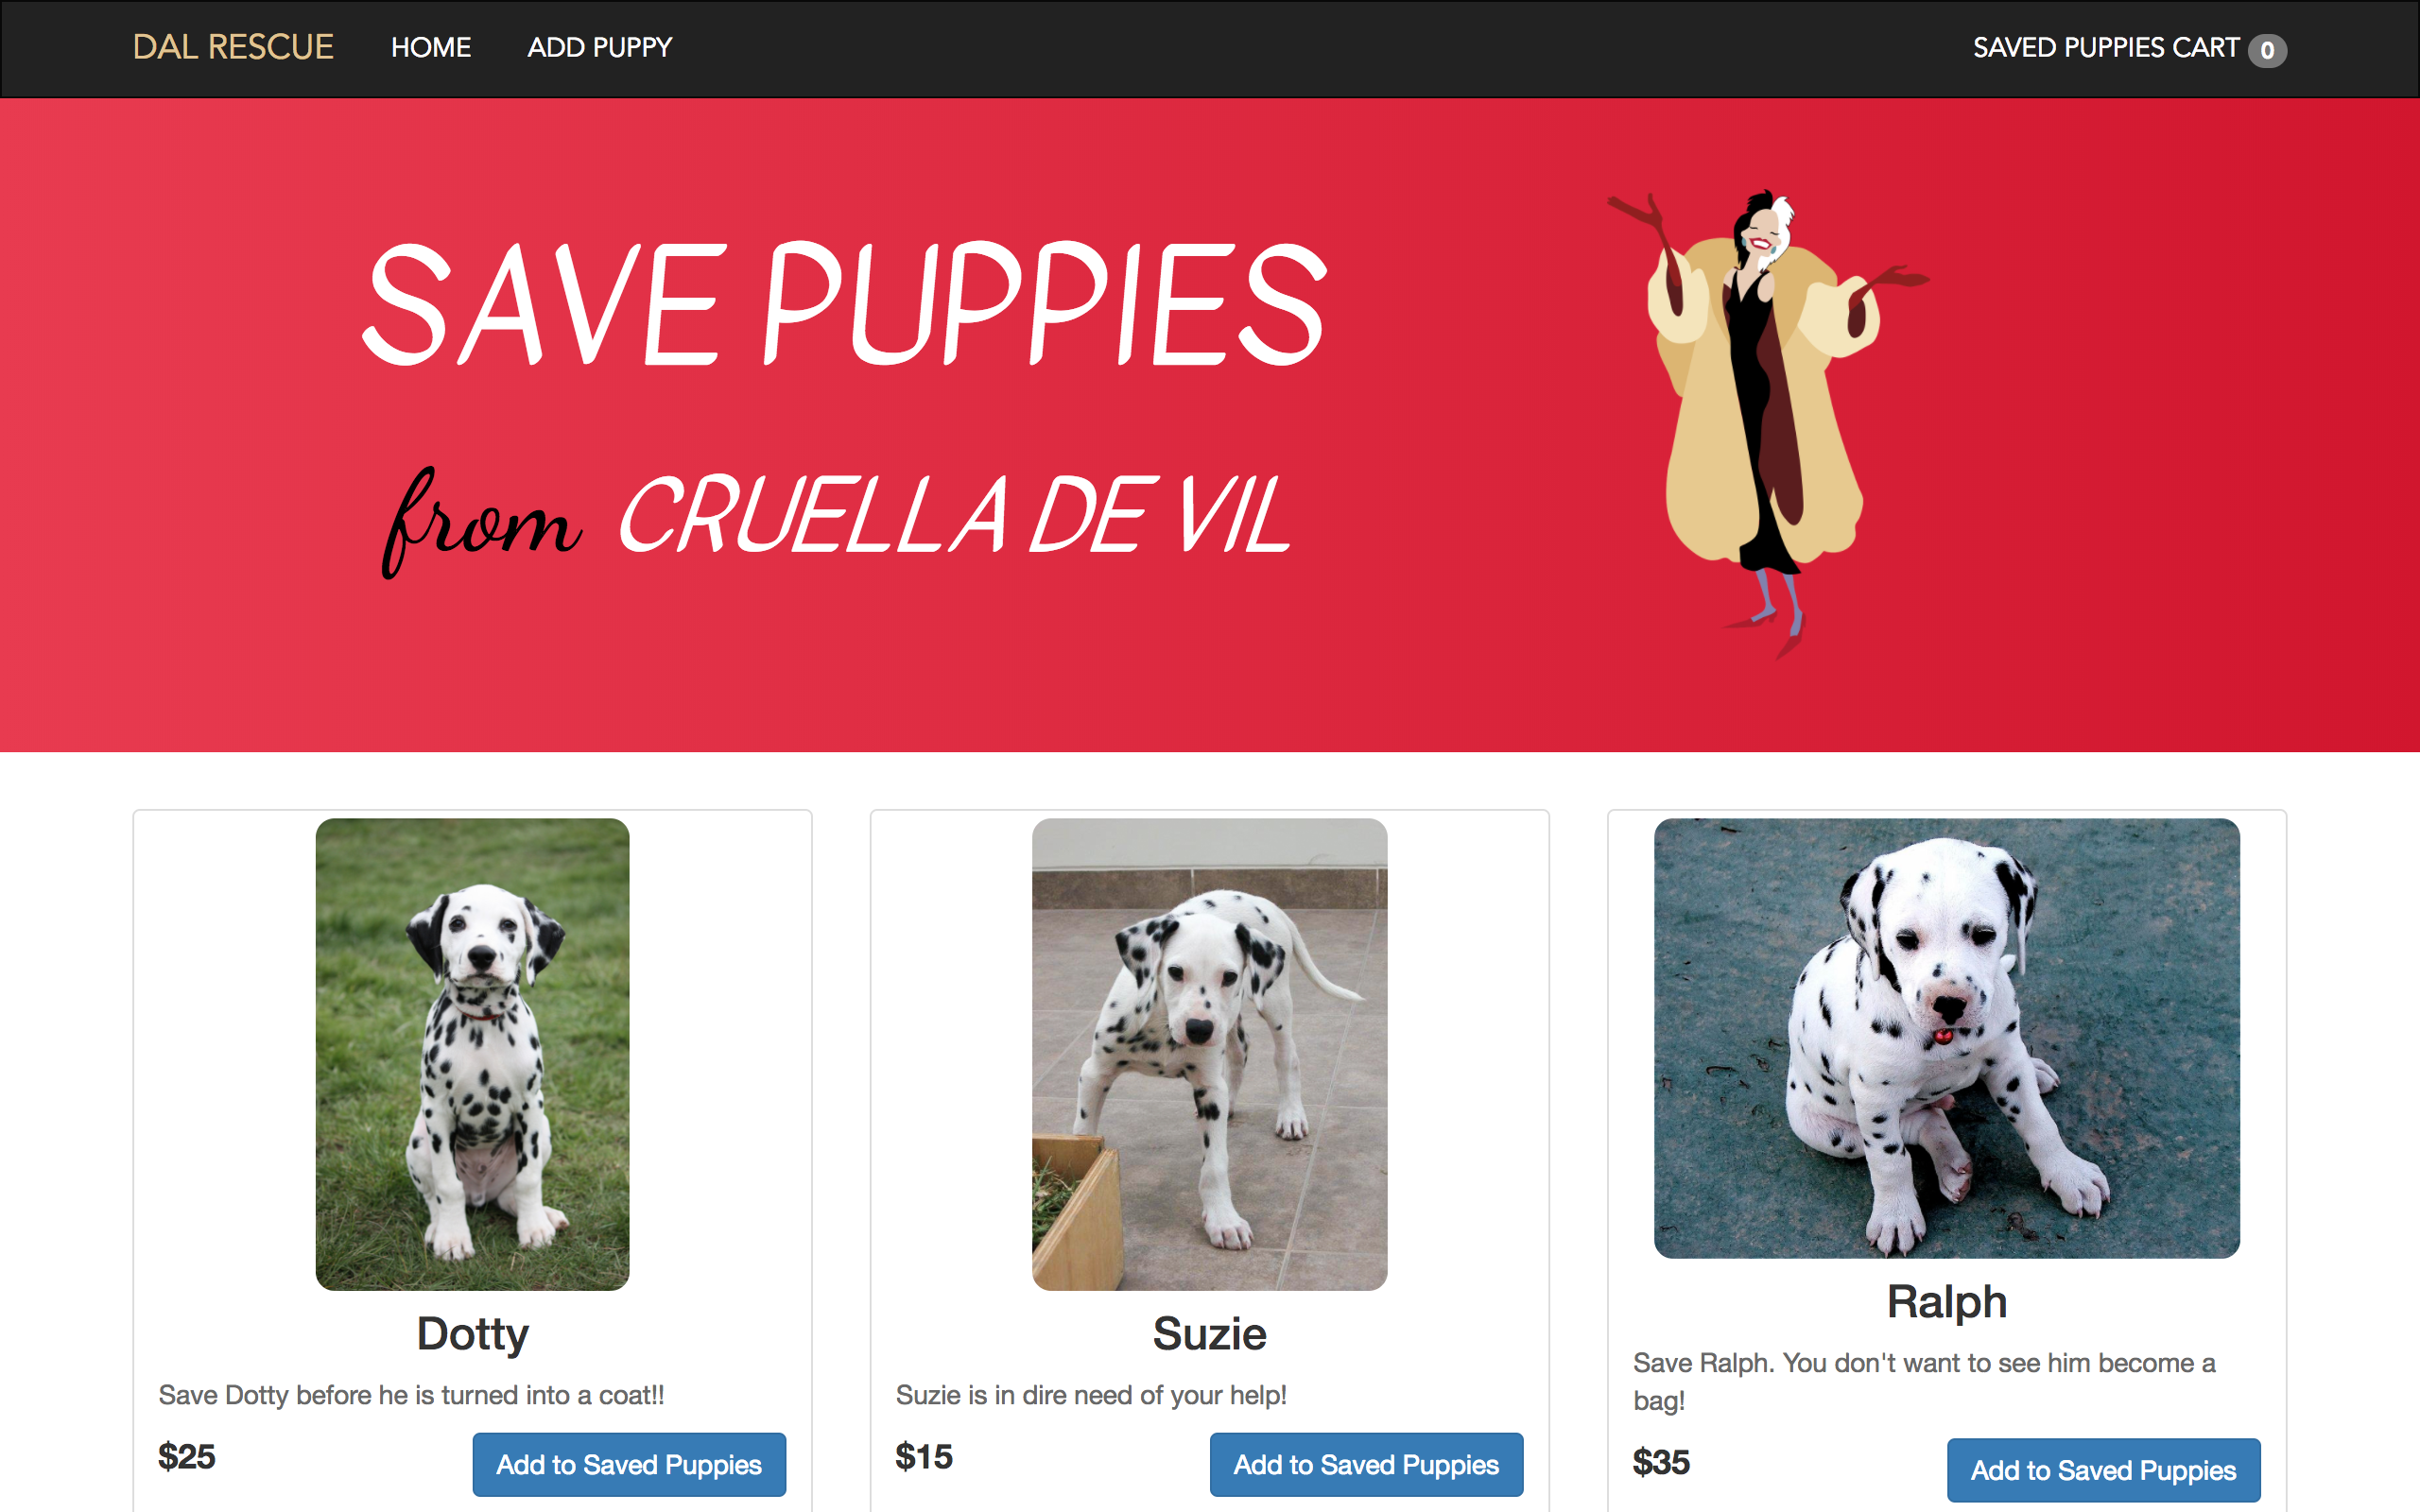 DAL RESCUE HOME ADD PUPPY SAVED PUPPIES CART 0
SAVE PUPPIES
from CRUELLA DE VIL
Dotty
Save Dotty before he is turned into a coat!!
$25 Add to Saved Puppies
Suzie
Suzie is in dire need of your help!
$15 Add to Saved Puppies
Ralph
Save Ralph. You don't want to see him become a
bag!
$35 Add to Saved Puppies